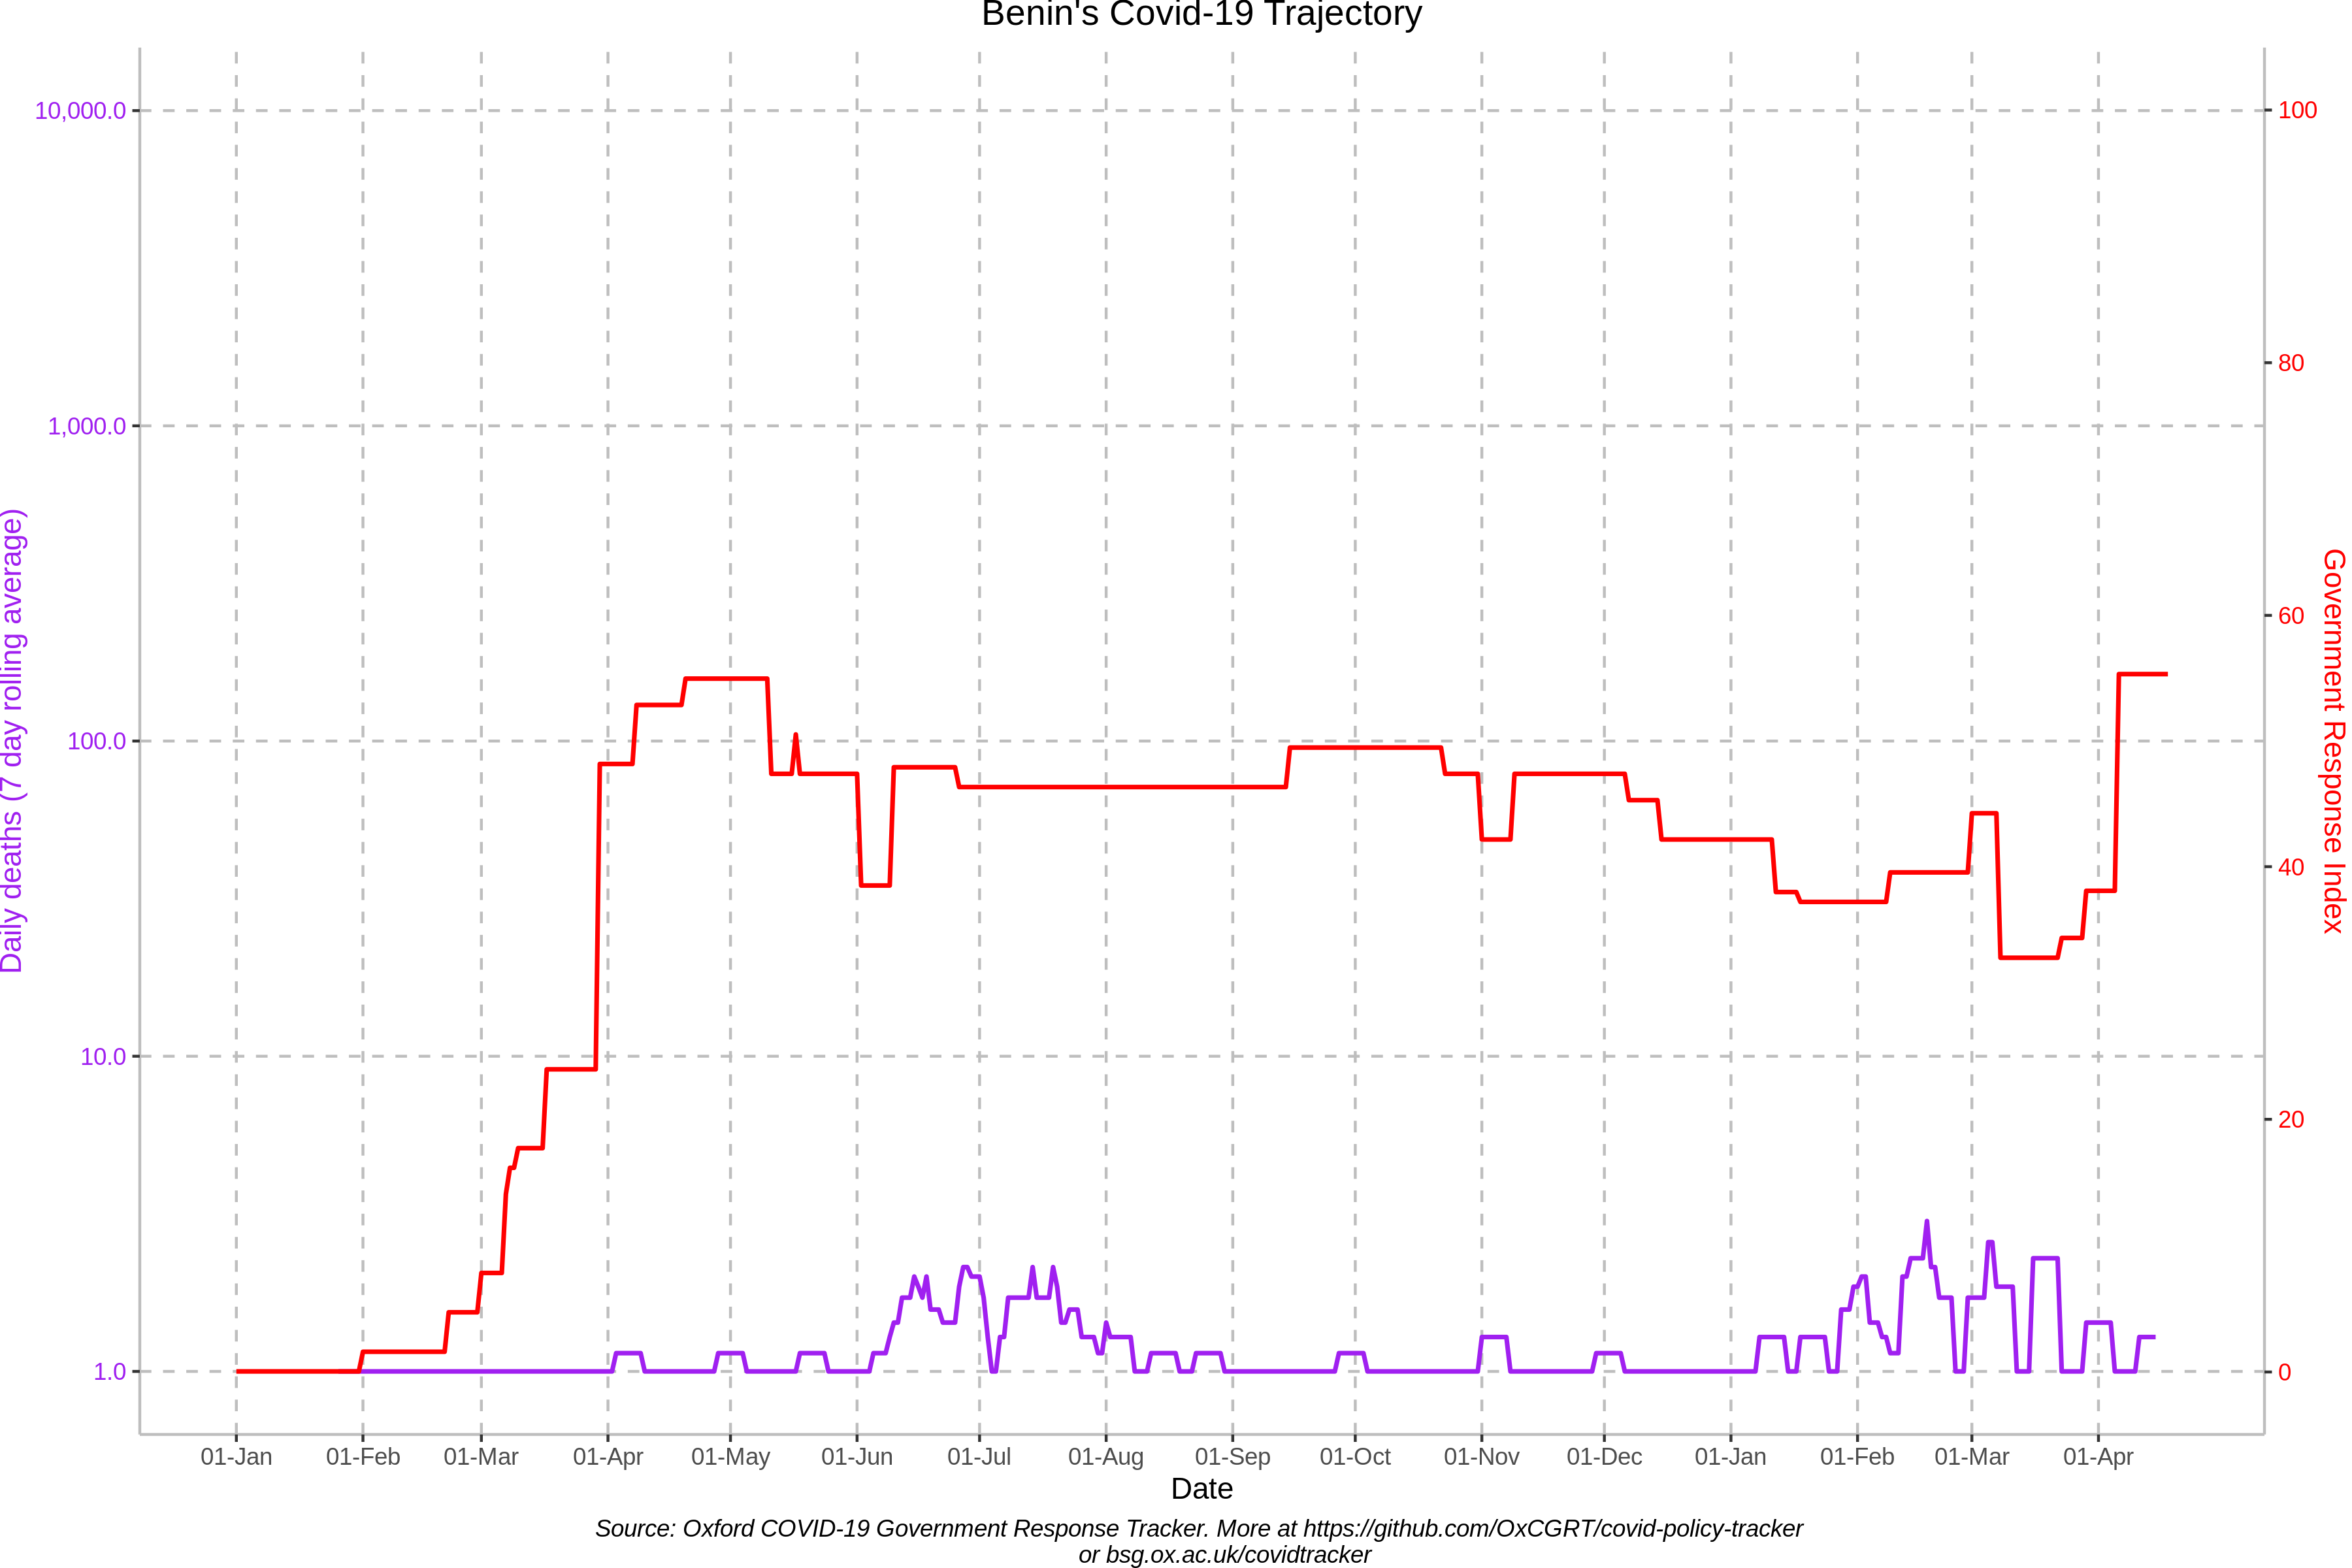 Benin's Covid-19 Trajectory
10,000.0
1,000.0
100.0
10.0
1.0
Daily deaths (7 day rolling average)
100
80
60
40
20
0
Government Response Index
01-Jan 01-Feb 01-Mar 01-Apr 01-May 01-Jun 01-Jul 01-Aug 01-Sep 01-Oct 01-Nov 01-Dec 01-Jan 01-Feb 01-Mar 01-Apr
Date
Source: Oxford COVID-19 Government Response Tracker. More at https://github.com/OxCGRT/covid-policy-tracker
or bsg.ox.ac.uk/covidtracker